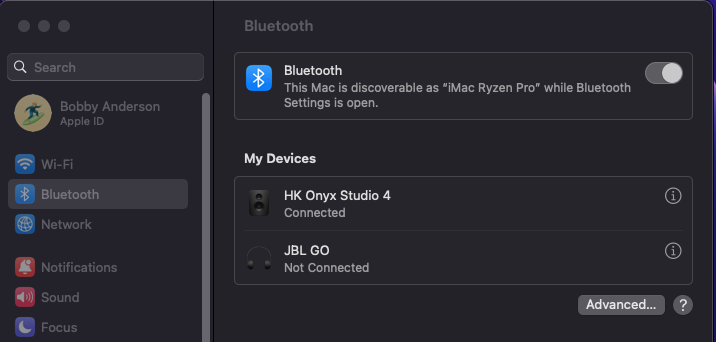 Bluetooth
Search
Bluetooth
This Mac is discoverable as “iMac Ryzen Pro” while Bluetooth
Settings is open.
Bobby Anderson
Apple ID
Wi-Fi
Bluetooth
Network
Notifications
Sound
Focus
My Devices
HK Onyx Studio 4
Connected
JBL GO
Not Connected
Advanced...
?